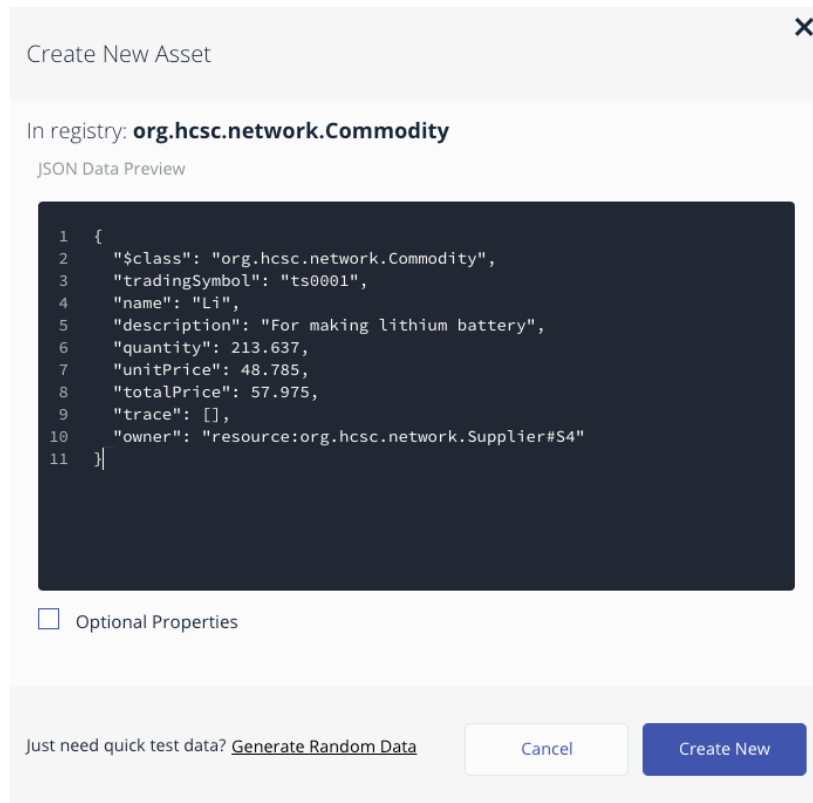 Create New Asset
In registry: org.hcsc.network.Commodity
JSON Data Preview
1 {
2 "$class": "org.hcsc.network.Commodity",
3 "tradingSymbol": "ts0001",
4 "name": "Li",
5 "description": "For making lithium battery",
6 "quantity": 213.637,
7 "unitPrice": 48.785,
8 "totalPrice": 57.975,
9 "trace": [],
10 "owner": "resource:org.hcsc.network.Supplier#S4"
11 }
Optional Properties
Just need quick test data? Generate Random Data
Cancel
Create New